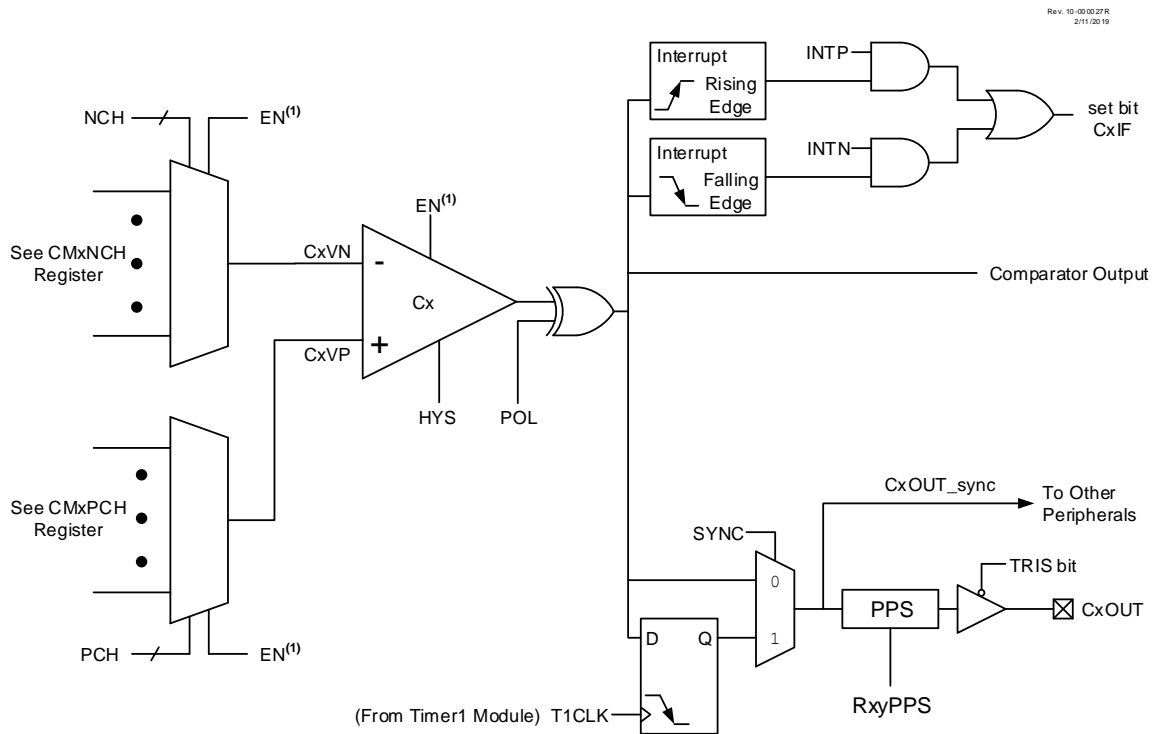 Rev. 10-000027R
2/11/2019
Interrupt
Rising
Edge
INTP
set bit
CxIF
Interrupt
Falling
Edge
INTN
NCH
EN(1)
See CMxNCH
Register
CxVN
EN(1)
-
Cx
+
CxVP
HYS
POL
Comparator Output
See CMxPCH
Register
PCH
EN(1)
CxOUT_sync
To Other
Peripherals
SYNC
0
1
TRIS bit
PPS
CxOUT
RxyPPS
D Q
(From Timer1 Module) T1CLK